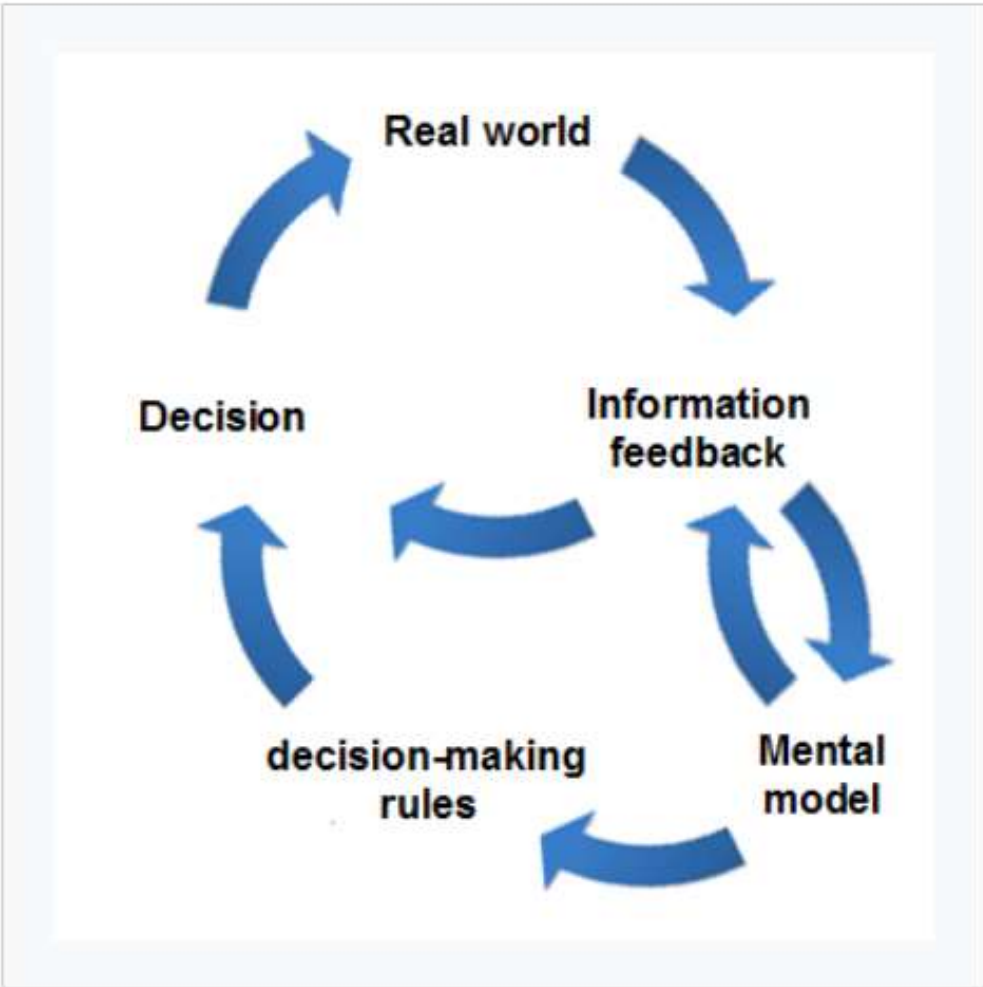 Real world
Decision
Information
feedback
decision-making
rules
Mental
model